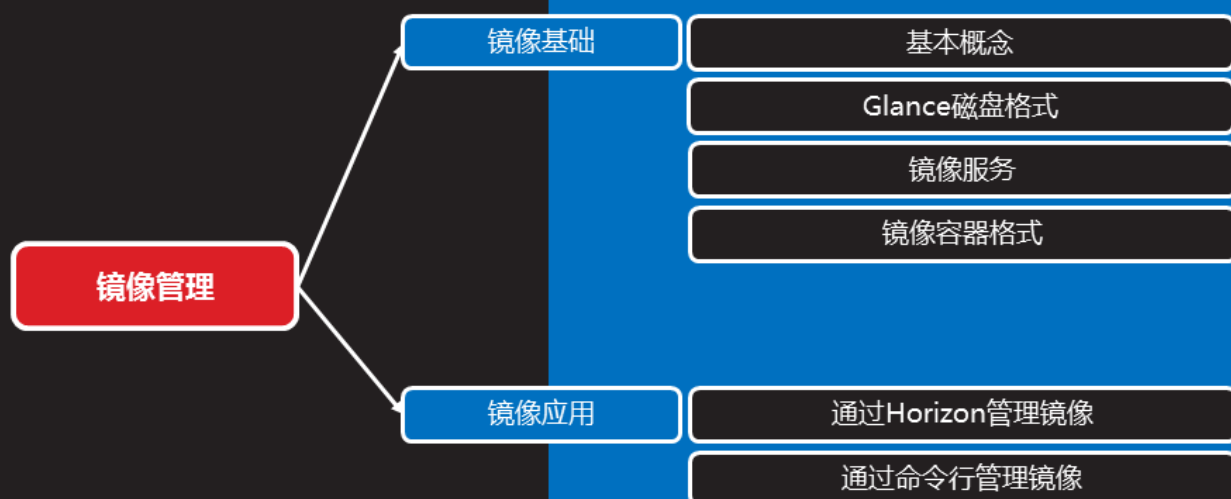 镜像管理
镜像基础
基本概念
Glance磁盘格式
镜像服务
镜像容器格式
镜像应用
通过Horizon管理镜像
通过命令行管理镜像